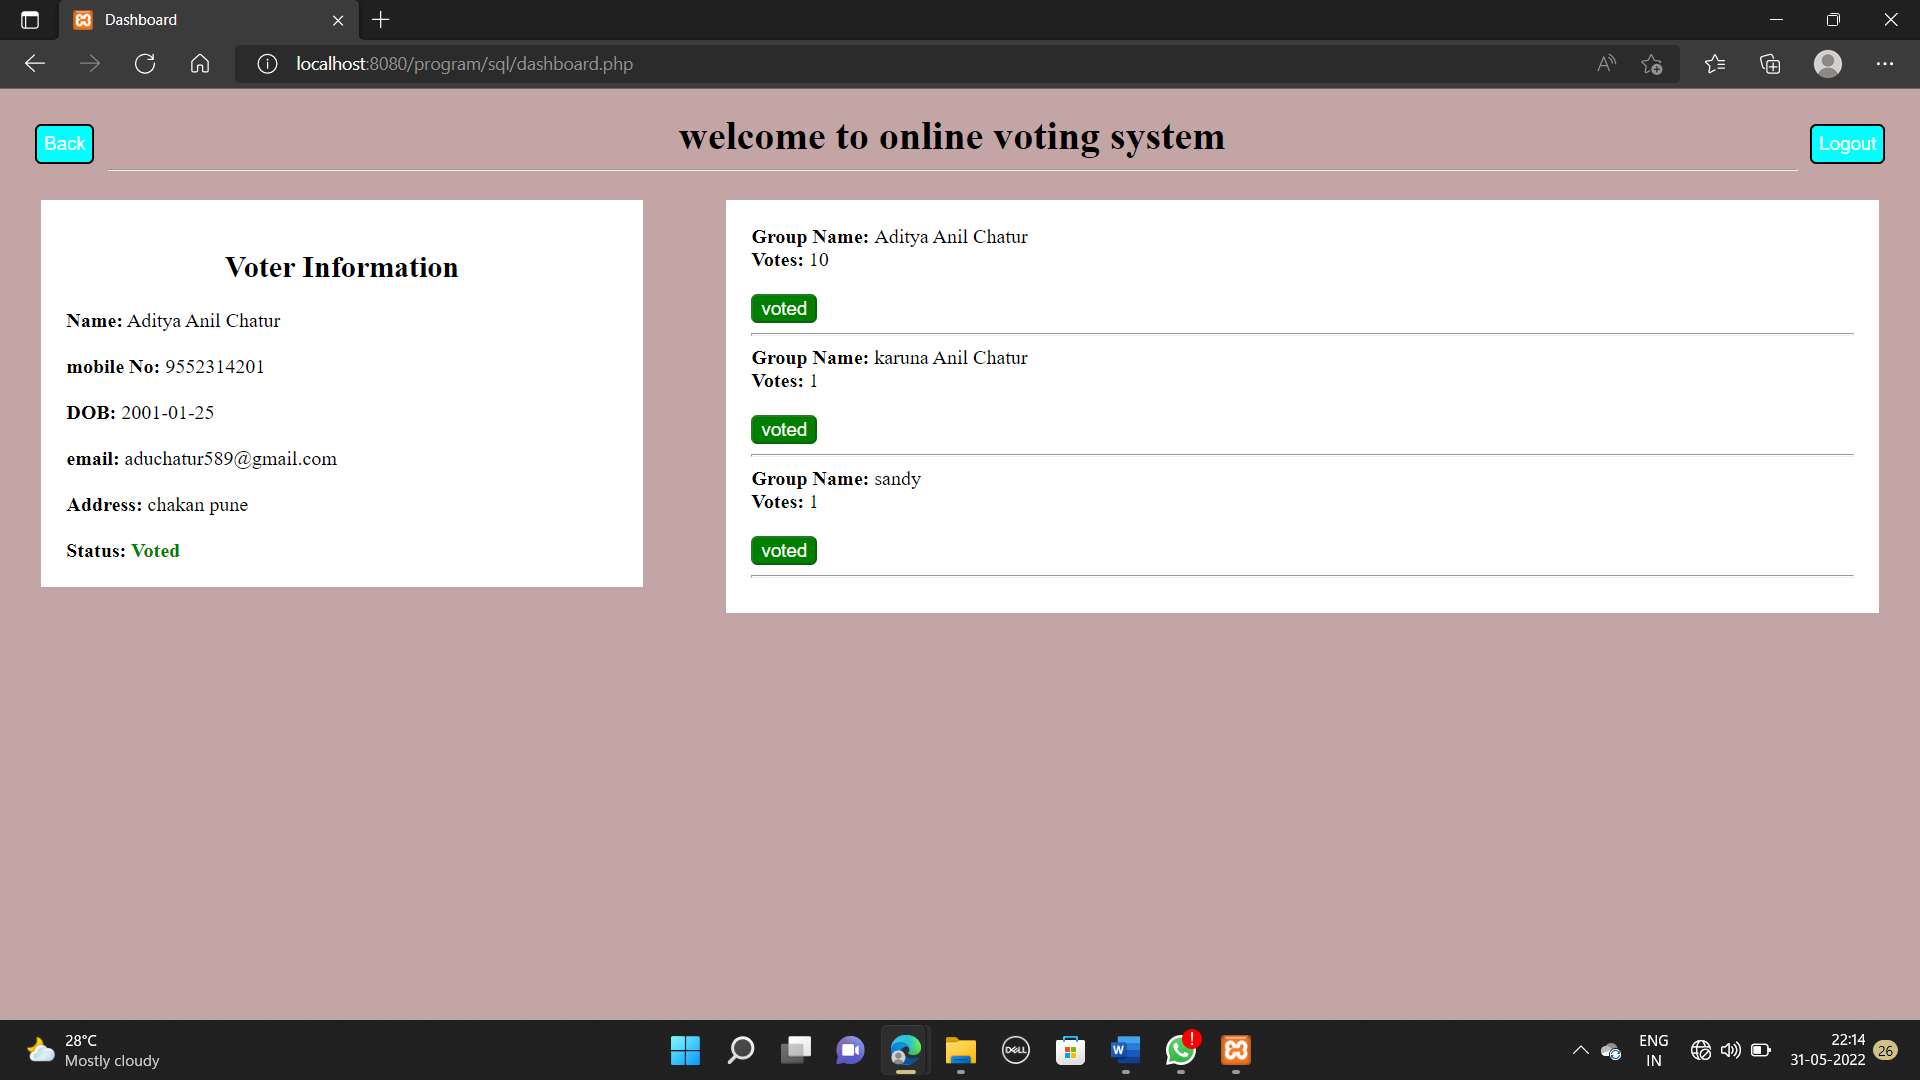 Dashboard
localhost:8080/program/sql/dashboard.php
Back
welcome to online voting system
Logout
Voter Information
Name: Aditya Anil Chatur
mobile No: 9552314201
DOB: 2001-01-25
email: aduchatur589@gmail.com
Address: chakan pune
Status: Voted
Group Name: Aditya Anil Chatur
Votes: 10
voted
Group Name: karuna Anil Chatur
Votes: 1
voted
Group Name: sandy
Votes: 1
voted
28°C
Mostly cloudy
DELL
W
ENG
IN
22:14
31-05-2022
26